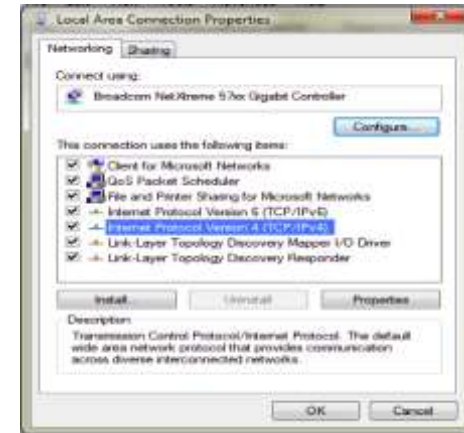 Local Area Connection Properties
Networking Sharing
Connect using:
Broadcom NetXtreme 57xx Gigabit Controller
Configure...
This connection uses the following items:
Client for Microsoft Networks
QoS Packet Scheduler
File and Printer Sharing for Microsoft Networks
Internet Protocol Version 6 (TCP/IPv6)
Internet Protocol Version 4 (TCP/IPv4)
Link-Layer Topology Discovery Mapper I/O Driver
Link-Layer Topology Discovery Responder
Install... Uninstall Properties
Description
Transmission Control Protocol/Internet Protocol. The default
wide area network protocol that provides communication
across diverse interconnected networks.
OK Cancel